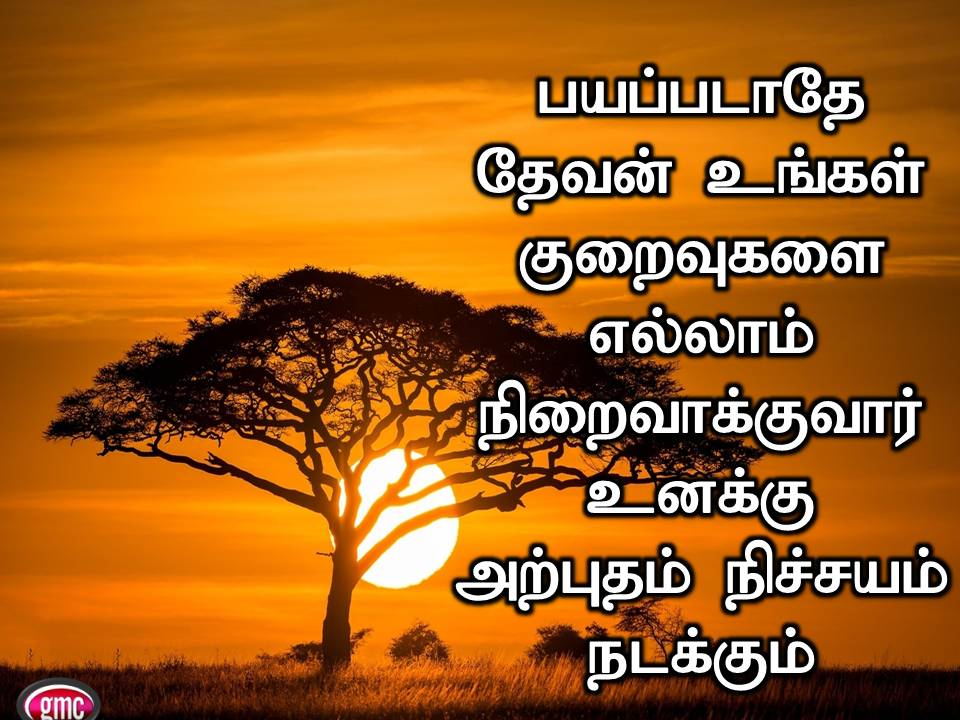 பயப்படாதே
தேவன் உங்கள்
குறைவுகளை
எல்லாம்
நிறைவாக்குவார்
உனக்கு
அற்புதம் நிச்சயம்
நடக்கும்
gmc